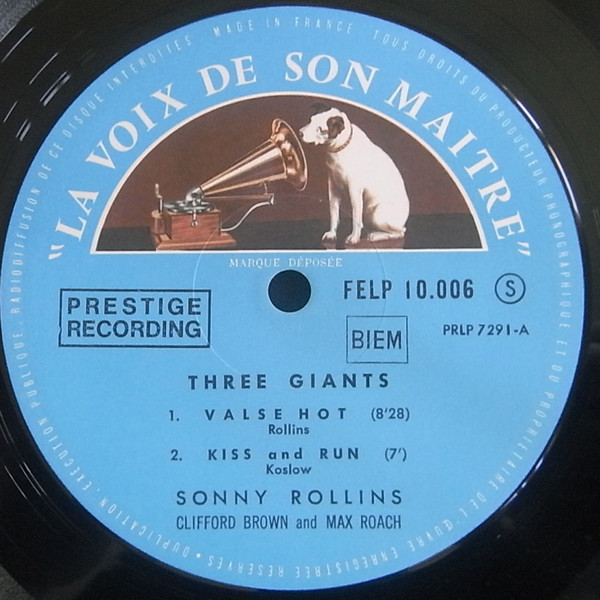 MADE IN FRANCE • TOUS DROITS DU PRODUCTEUR PHONOGRAPHIQUE ET DU PROPRIETAIRE DE L'ŒUVRE ENREGISTREE RESERVES • DUPLICATION, EXECUTION PUBLIQUE, RADIODIFFUSION DE CE DISQUE INTERDITES
"LA VOIX DE SON MAITRE"
MARQUE DÉPOSÉE
PRESTIGE
RECORDING
FELP 10.006 S
BIEM
PRLP 7291-A
THREE GIANTS
1. VALSE HOT (8'28)
Rollins
2. KISS and RUN (7')
Koslow
SONNY ROLLINS
CLIFFORD BROWN and MAX ROACH